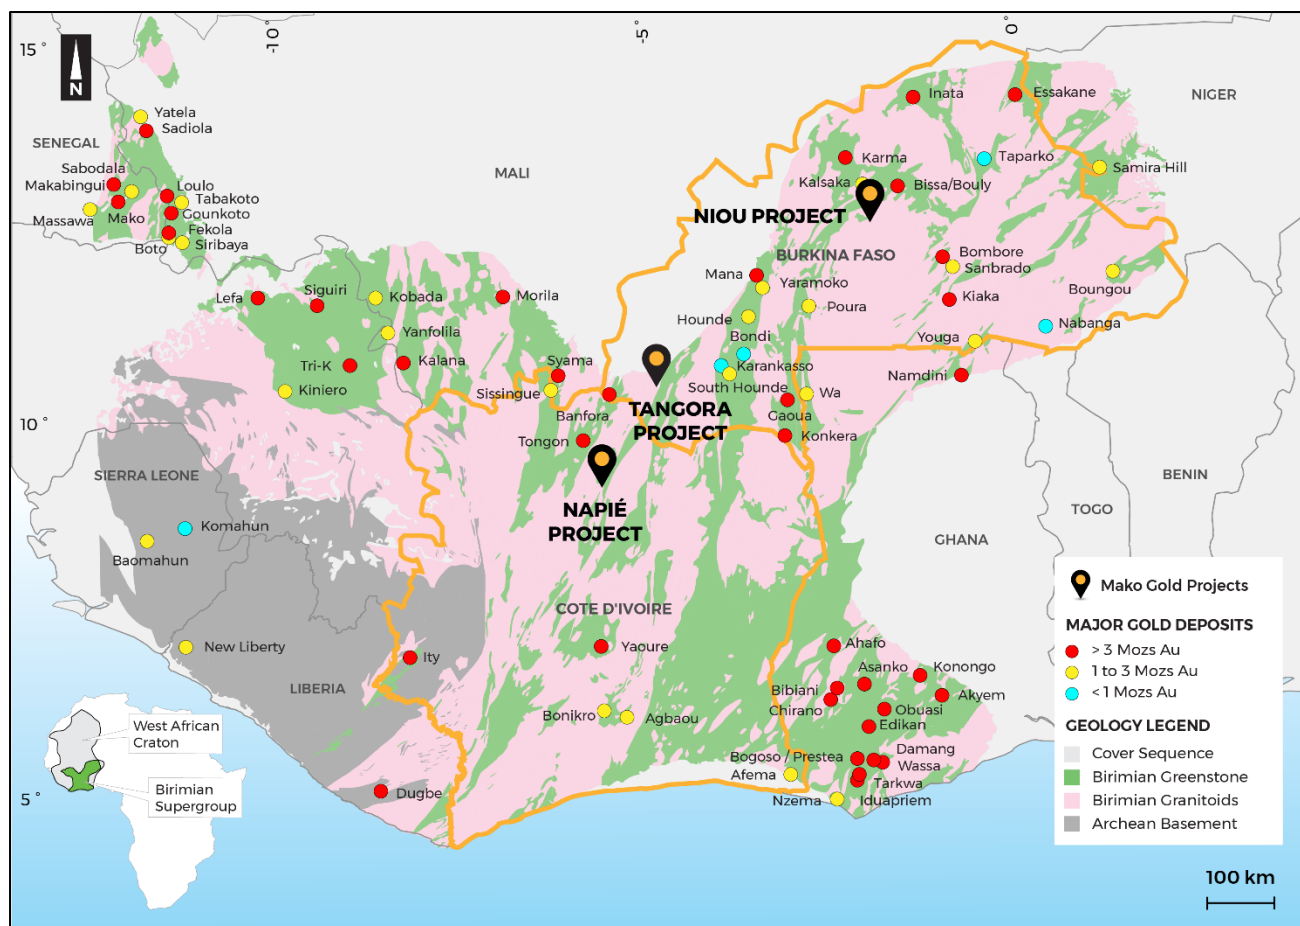 15°
-10°
-5°
0°
N
Yatela
Sadiola
SENEGAL
Sabodala
Makabingui
Massawa
Mako
Loulo
Tabakoto
Gounkoto
Fekola
Boto
Siribaya
MALI
Inata
Essakane
NIGER
Karma
Taparko
Samira Hill
Kalsaka
Bissa/Bouly
NIOU PROJECT
BURKINA FASO
Bombore
Sanbrado
Boungou
Kiaka
Mana
Yaramoko
Poura
Hounde
Bondi
Youga
Nabanga
Namdini
Lefa
Siguiri
Kobada
Morila
Yanfolila
Tri-K
Kalana
Kiniero
Syama
Sissingue
Karankasso
South Hounde
Wa
Banfora
TANGORA
PROJECT
Gaoua
Konkera
Tongon
10°
SIERRA LEONE
NAPIÉ
PROJECT
BENIN
TOGO
GHANA
Komahun
Baomahun
COTE D'IVOIRE
New Liberty
Yaoure
Ity
LIBERIA
Ahafo
Asanko
Konongo
Bibiani
Akyem
Chirano
Obuasi
Edikan
Bonikro
Agbaou
Bogoso / Prestea
Damang
Wassa
Afema
Tarkwa
Nzema
Iduapriem
Dugbe
5°
West African
Craton
Birimian
Supergroup
Mako Gold Projects
MAJOR GOLD DEPOSITS
> 3 Mozs Au
1 to 3 Mozs Au
< 1 Mozs Au
GEOLOGY LEGEND
Cover Sequence
Birimian Greenstone
Birimian Granitoids
Archean Basement
100 km